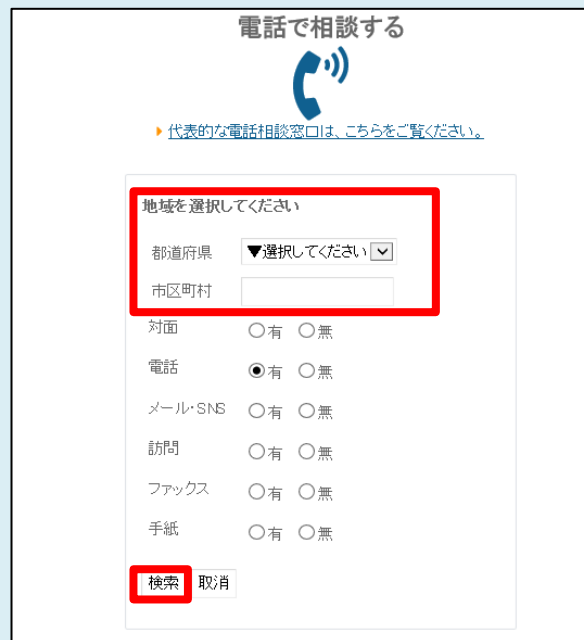 電話で相談する
代表的な電話相談窓口は、こちらをご覧ください。
地域を選択してください
都道府県 ▼選択してください
市区町村
対面 有 無
電話 有 無
メール・SNS 有 無
訪問 有 無
ファックス 有 無
手紙 有 無
検索 取消